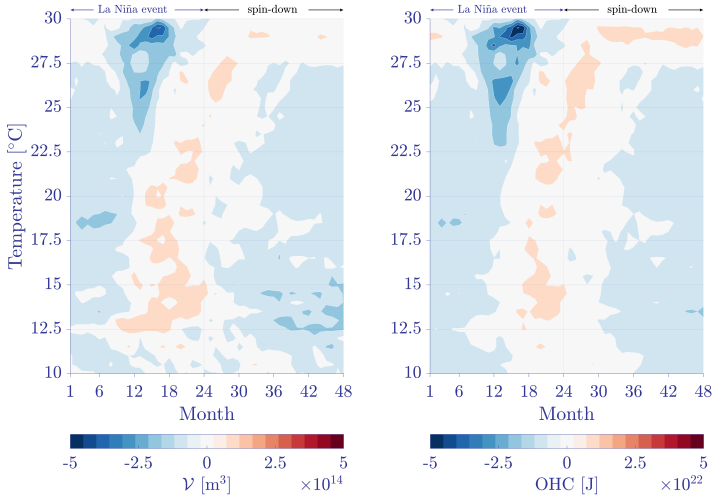 La Niña event spin-down La Niña event spin-down
30 30
27.5 27.5
25 25
22.5 22.5
Temperature [°C]
20 20
17.5 17.5
15 15
12.5 12.5
10 10
1 6 12 18 24 30 36 42 48 1 6 12 18 24 30 36 42 48
Month Month
-5 -2.5 0 2.5 5 -5 -2.5 0 2.5 5
𝒱 [m³] ×10¹⁴ OHC [J] ×10²²